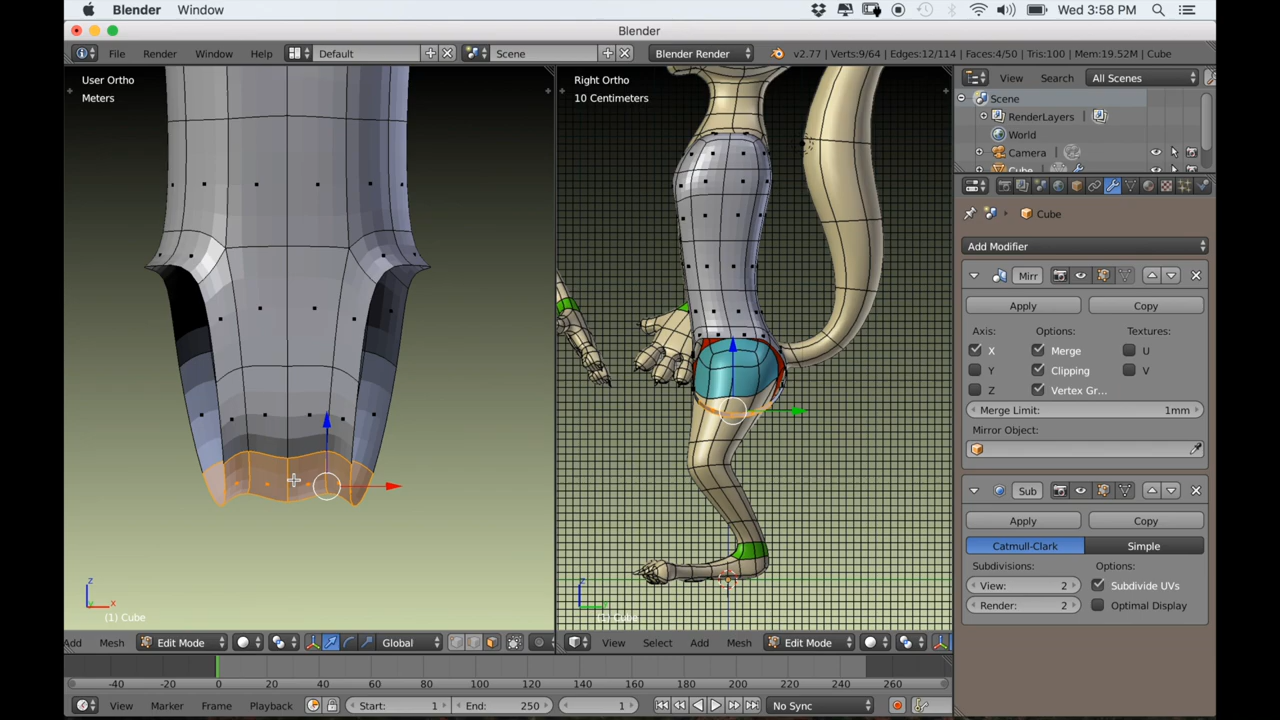 Blender Window Wed 3:58 PM
Blender
File Render Window Help Default Scene Blender Render v2.77 | Verts:9/64 | Edges:12/114 | Faces:4/50 | Tris:100 | Mem:19.52M | Cube
User Ortho
Meters
Right Ortho
10 Centimeters
View Search All Scenes
Scene
RenderLayers
World
Camera
Cube
Cube
Add Modifier
Mirr
Apply Copy
Axis: Options: Textures:
X Merge U
Y Clipping V
Z Vertex Gr...
Merge Limit: 1mm
Mirror Object:
Sub
Apply Copy
Catmull-Clark Simple
Subdivisions: Options:
View: 2 Subdivide UVs
Render: 2 Optimal Display
z
y x
(1) Cube
z
y
Add Mesh Edit Mode Global
View Select Add Mesh Edit Mode
-40 -20 0 20 40 60 80 100 120 140 160 180 200 220 240 260
View Marker Frame Playback Start: 1 End: 250 1 No Sync